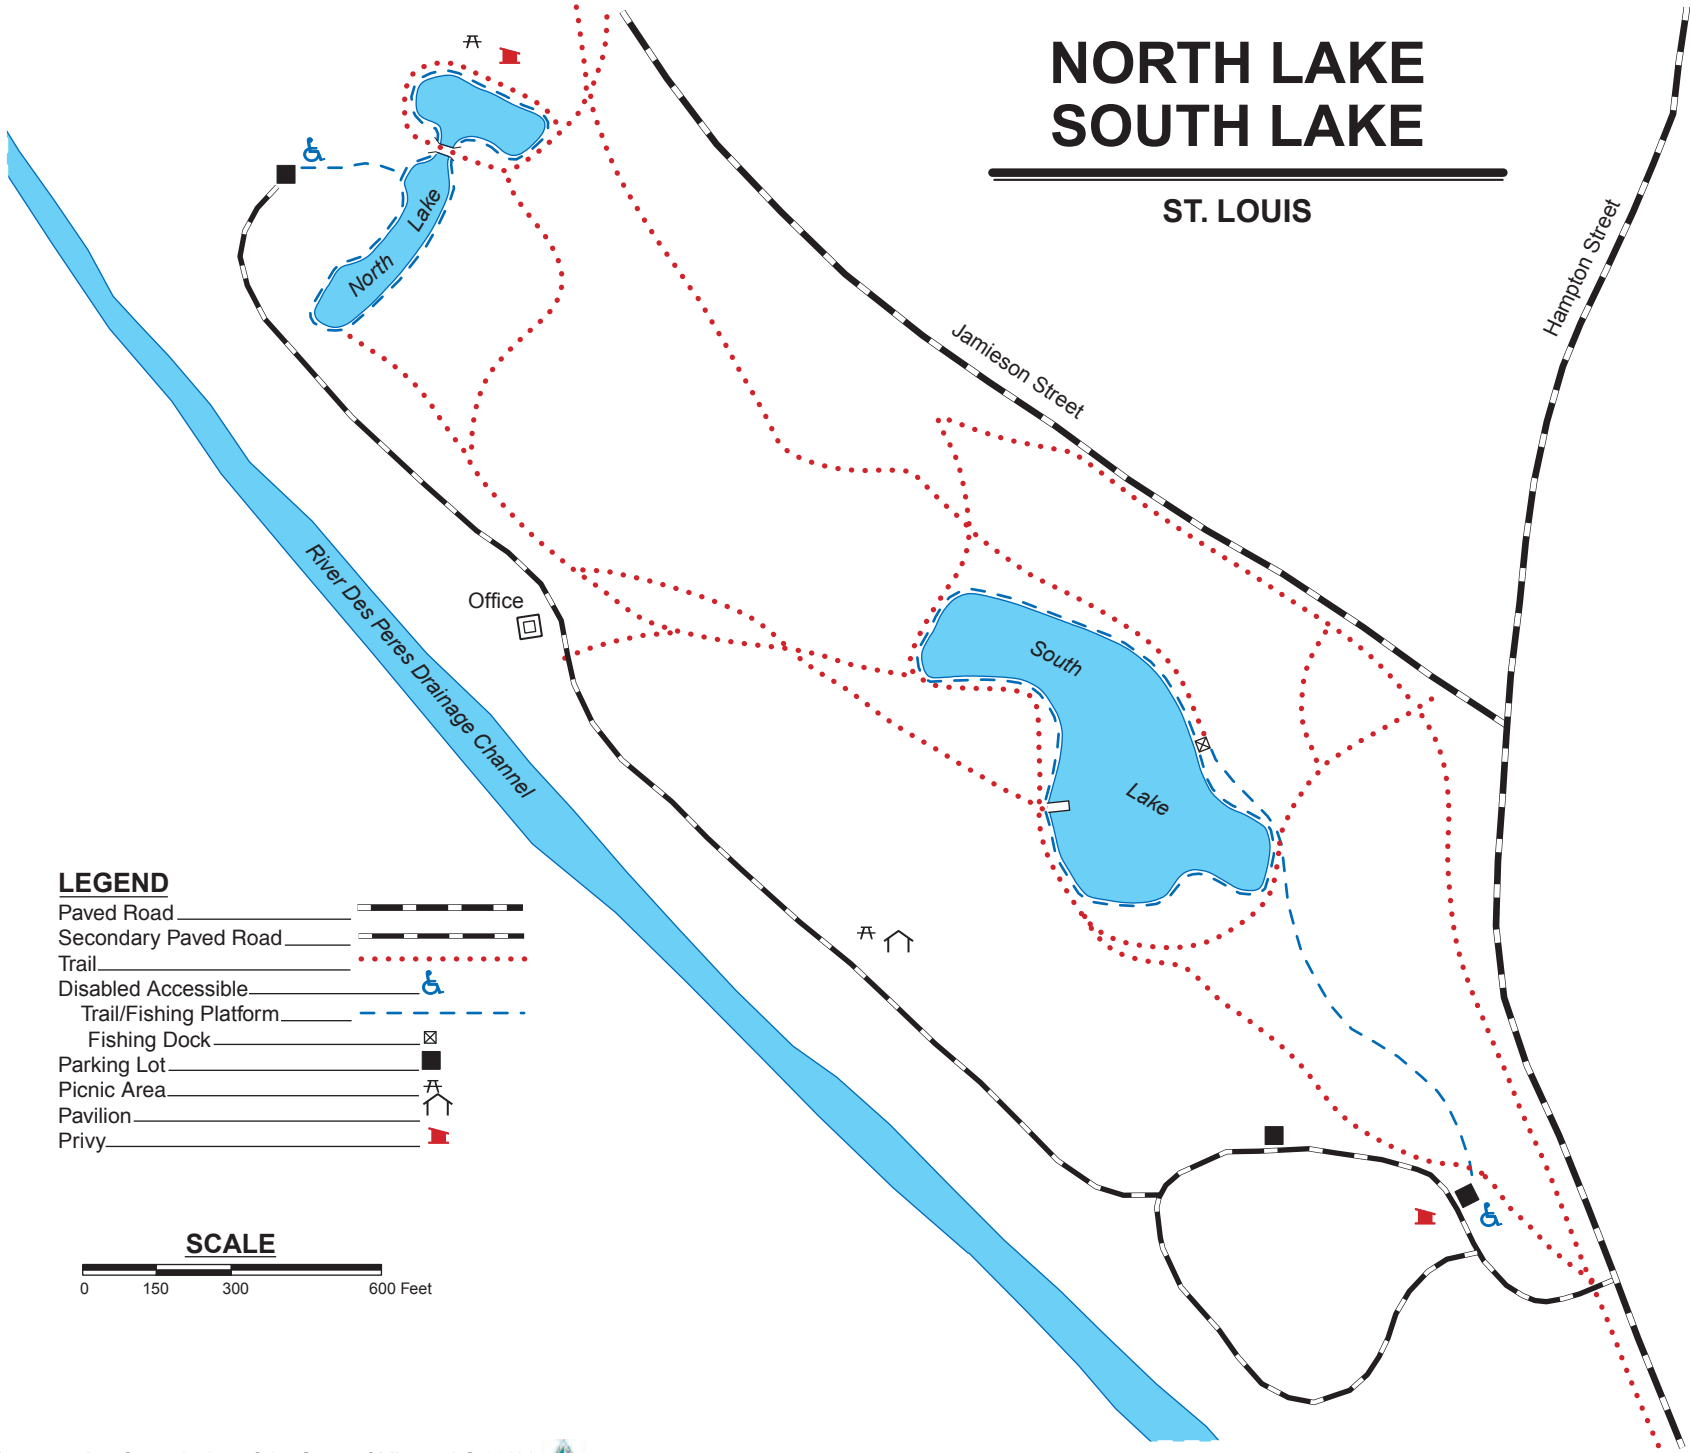 NORTH LAKE
SOUTH LAKE
ST. LOUIS
Hampton Street
Jamieson Street
North Lake
River Des Peres Drainage Channel
Office
South
Lake
LEGEND
Paved Road
Secondary Paved Road
Trail
Disabled Accessible
Trail/Fishing Platform
Fishing Dock
Parking Lot
Picnic Area
Pavilion
Privy
SCALE
0 150 300 600 Feet